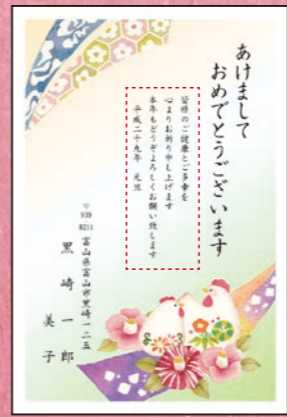 あけまして
おめでとうございます
皆様のご健康とご多幸を
心よりお祈り申し上げます
本年もどうぞよろしくお願い致します
平成二十九年 元旦
〒939-8211
富山県富山市黒崎一二五
黒崎一郎
美子